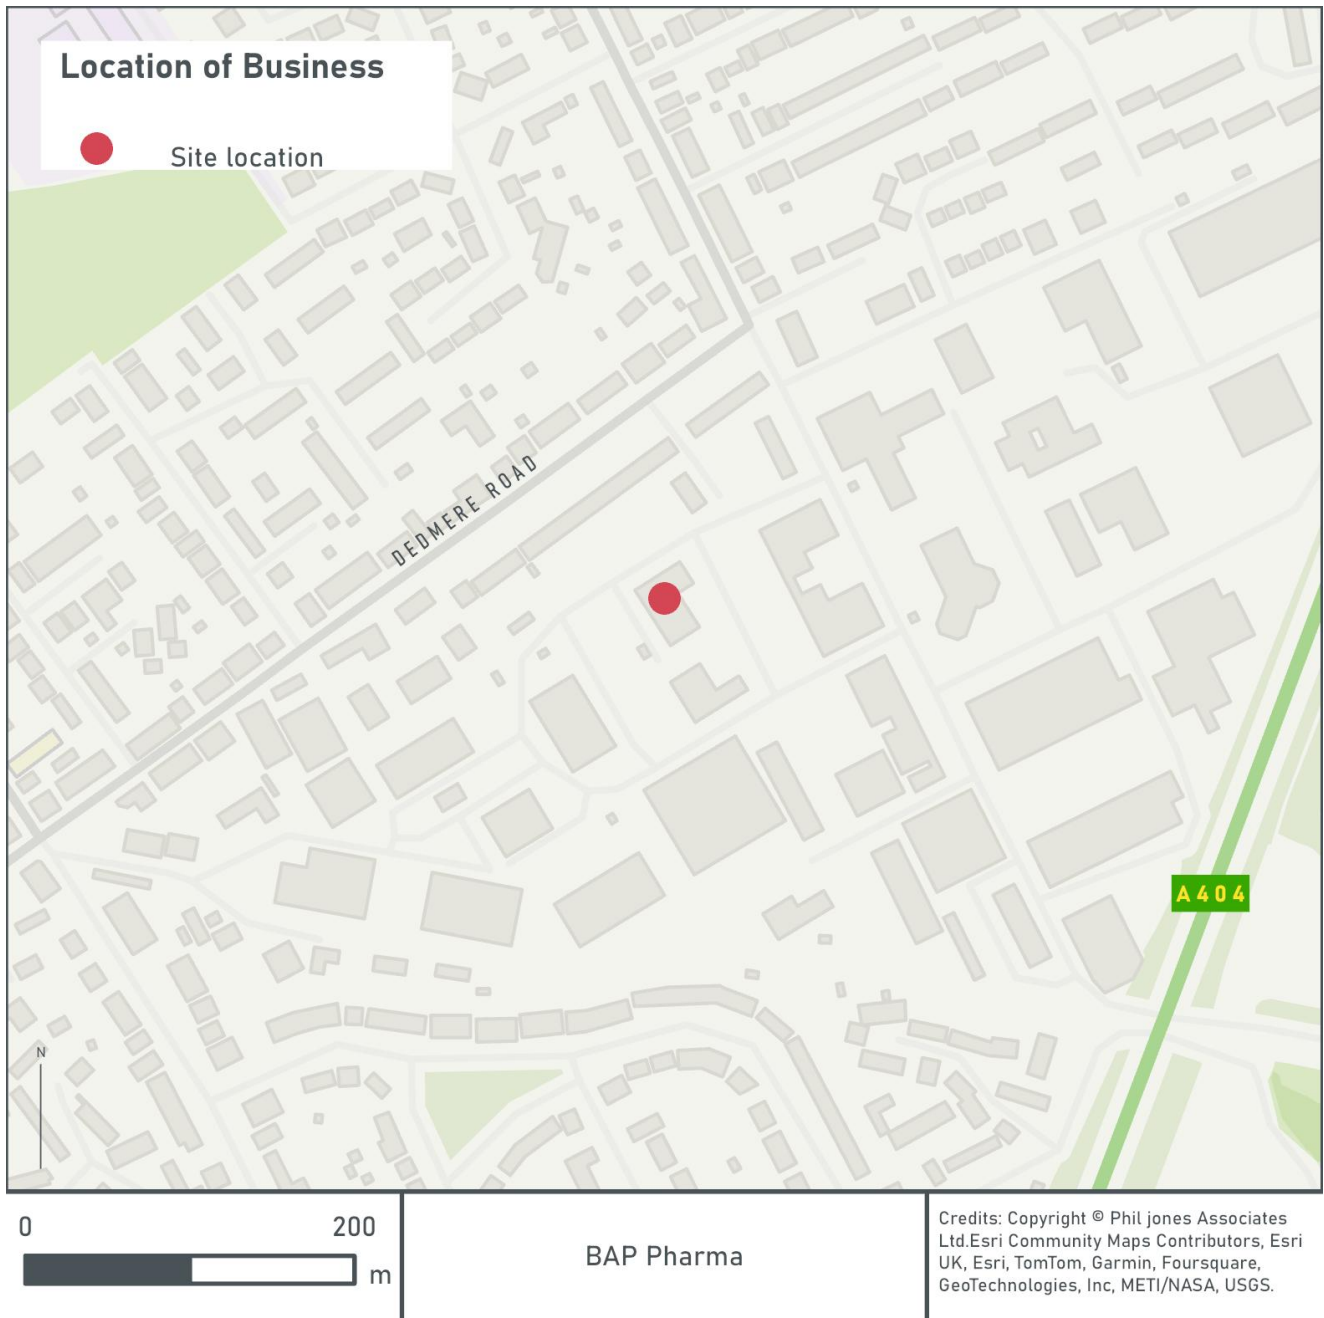 Location of Business
Site location
DEDMERE ROAD
A404
N
0 200
m
BAP Pharma
Credits: Copyright © Phil jones Associates
Ltd.Esri Community Maps Contributors, Esri
UK, Esri, TomTom, Garmin, Foursquare,
GeoTechnologies, Inc, METI/NASA, USGS.